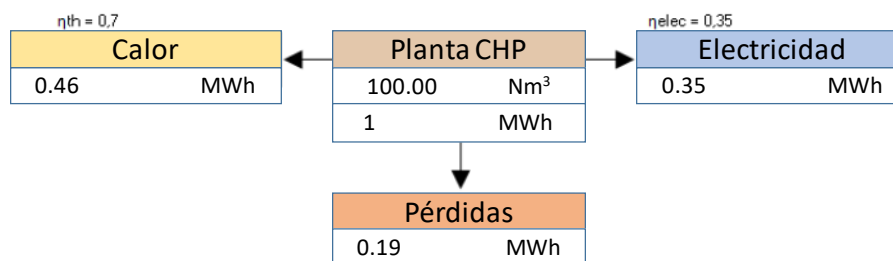 ηth = 0,7
Calor
0.46 MWh
Planta CHP
100.00 Nm³
1 MWh
ηelec = 0,35
Electricidad
0.35 MWh
Pérdidas
0.19 MWh